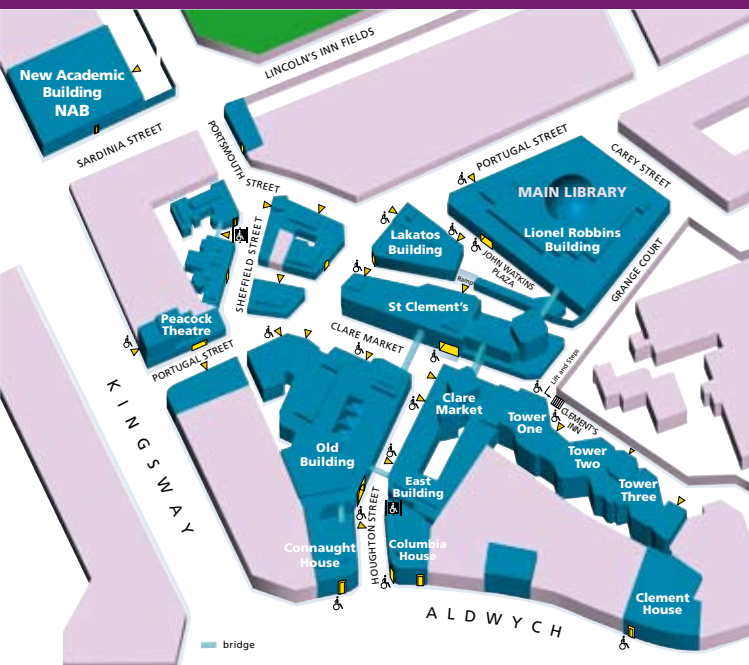 LINCOLN'S INN FIELDS
New Academic
Building
NAB
SARDINIA STREET
PORTSMOUTH
STREET
PORTUGAL STREET
CAREY STREET
MAIN LIBRARY
Lionel Robbins
Building
Lakatos
Building
JOHN WATKINS
PLAZA
GRANGE COURT
SHEFFIELD STREET
Ramp
St Clement's
Peacock
Theatre
PORTUGAL STREET
CLARE MARKET
Lift and Steps
KINGSWAY
Clare
Market
Tower
One
CLEMENT'S
INN
Old
Building
Tower
Two
East
Building
Tower
Three
HOUGHTON STREET
Connaught
House
Columbia
House
Clement
House
ALDWYCH
bridge